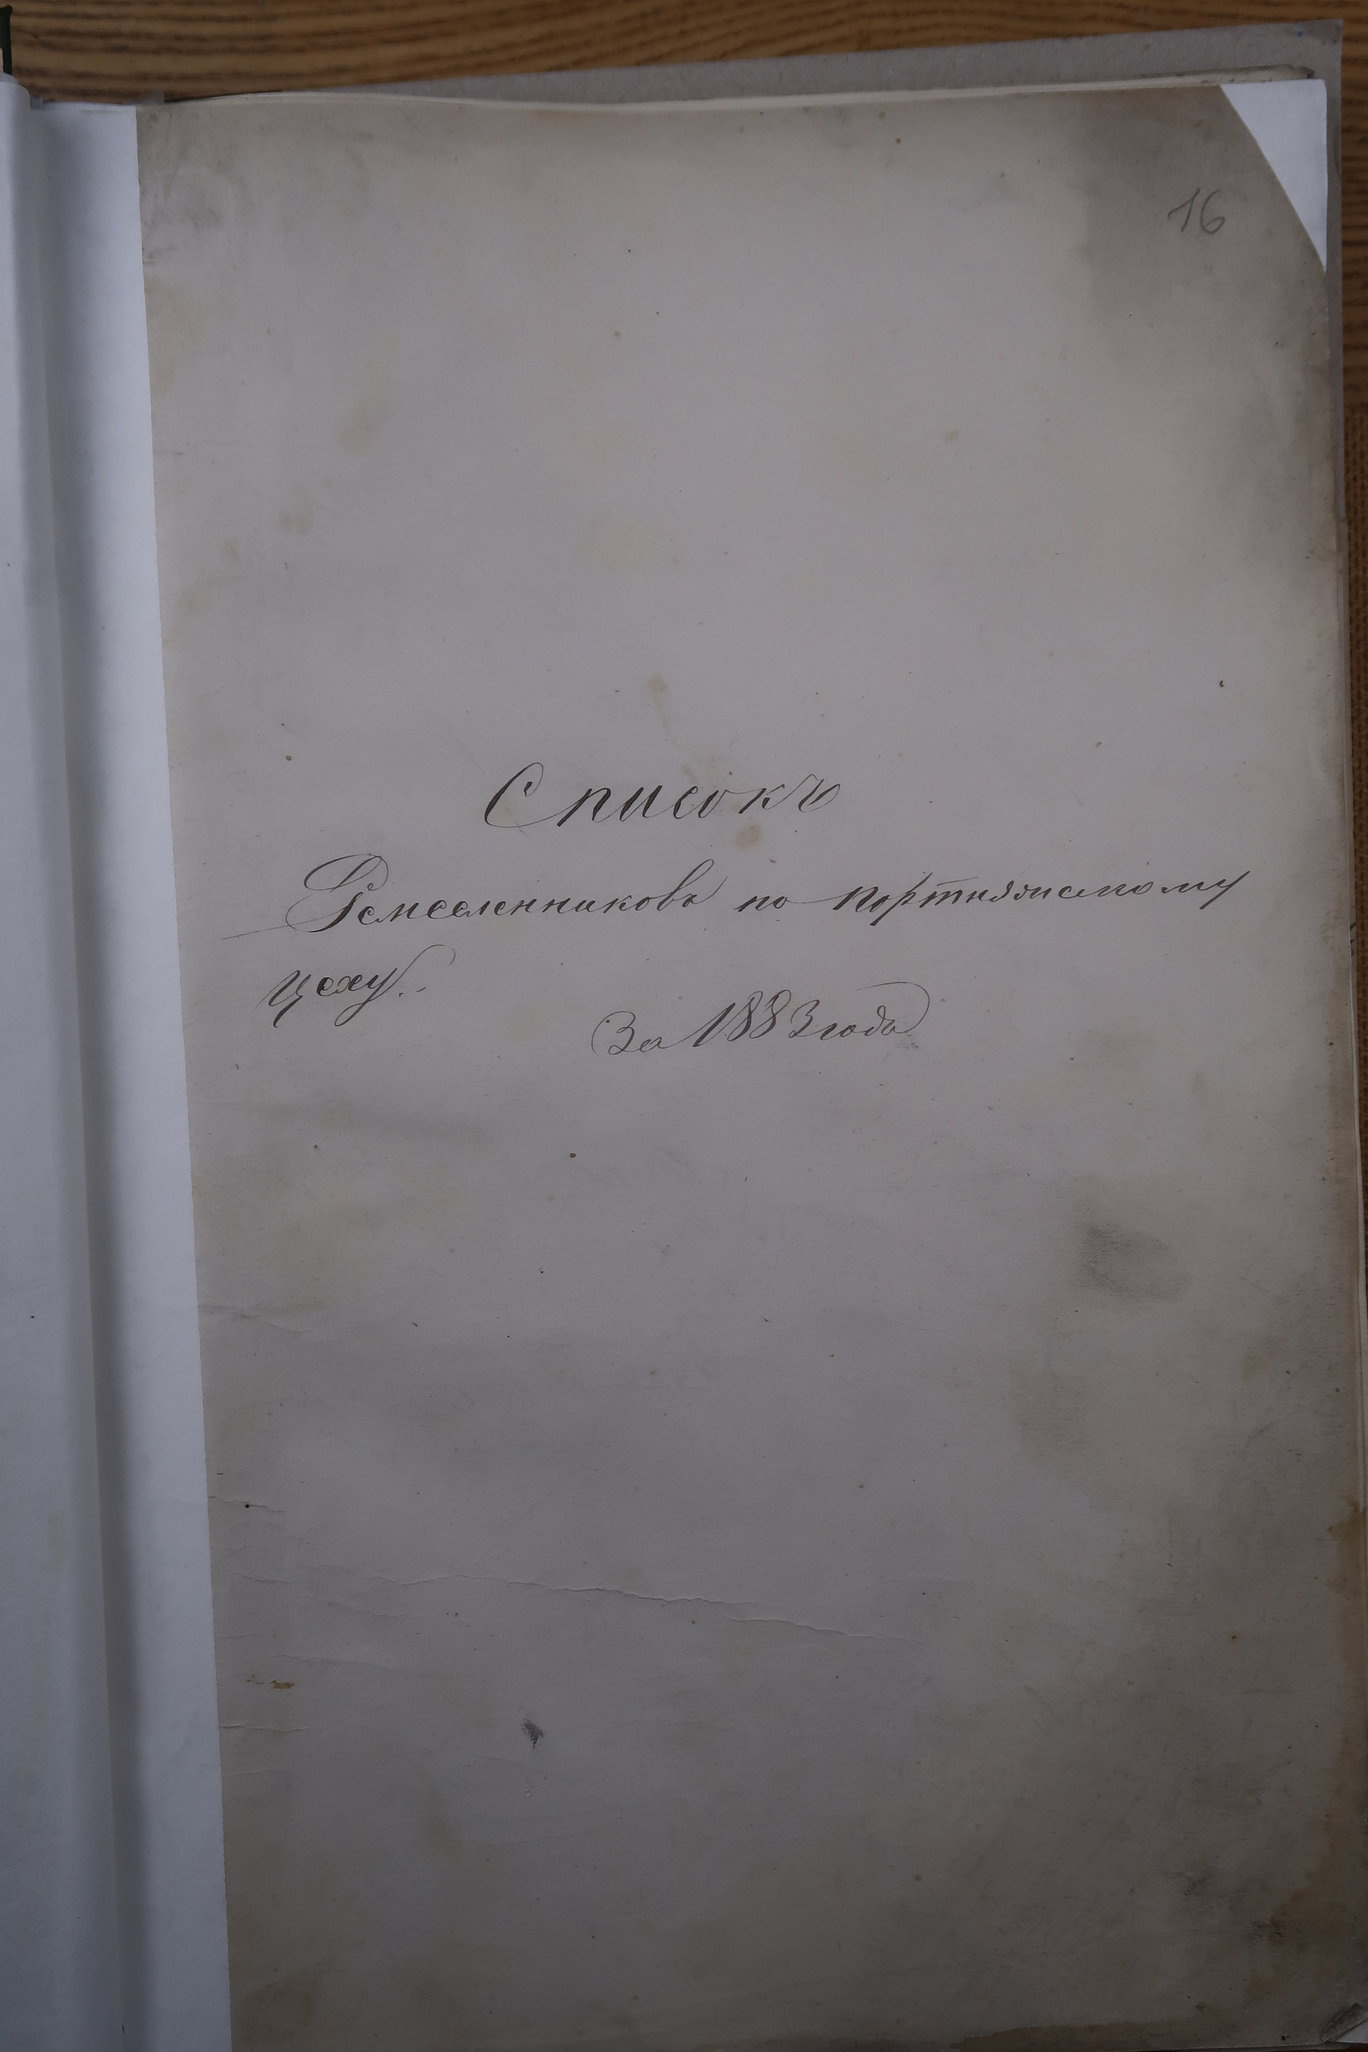 16
Списокъ
Ремесленниковъ по портняжному
цеху.
За 1883 года